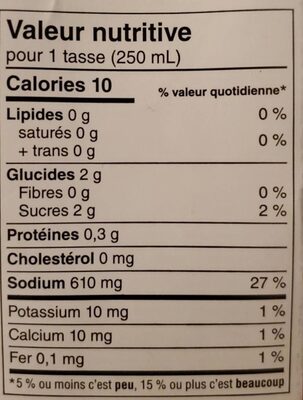 Valeur nutritive
pour 1 tasse (250 mL)
Calories 10
% valeur quotidienne*
Lipides 0 g 0 %
saturés 0 g
+ trans 0 g 0 %
Glucides 2 g
Fibres 0 g 0 %
Sucres 2 g 2 %
Protéines 0,3 g
Cholestérol 0 mg
Sodium 610 mg 27 %
Potassium 10 mg 1 %
Calcium 10 mg 1 %
Fer 0,1 mg 1 %
*5 % ou moins c'est peu, 15 % ou plus c'est beaucoup